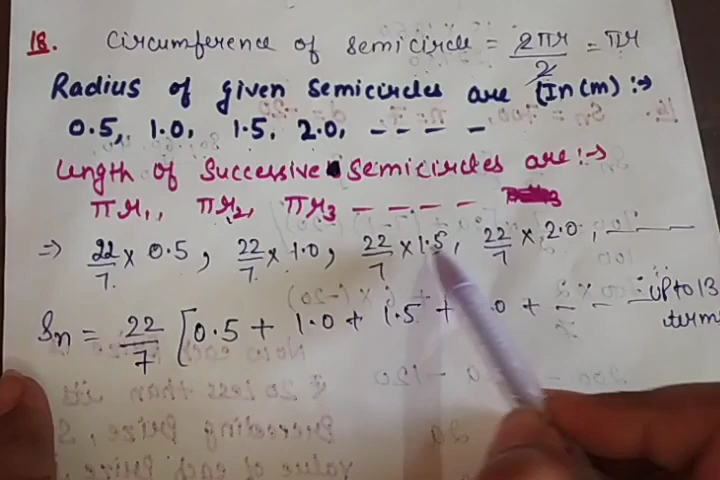 18. Circumference of semicircle = 2πr/2 = πr
Radius of given semicircles are (In cm) :→
0.5, 1.0, 1.5, 2.0, ----
Length of Successive semicircles are :→
πr1, πr2, πr3 ----
⇒ 22/7 × 0.5, 22/7 × 1.0, 22/7 × 1.5, 22/7 × 2.0, ——
Sn = 22/7 [0.5 + 1.0 + 1.5 + .0 + - - - UP to 13
term